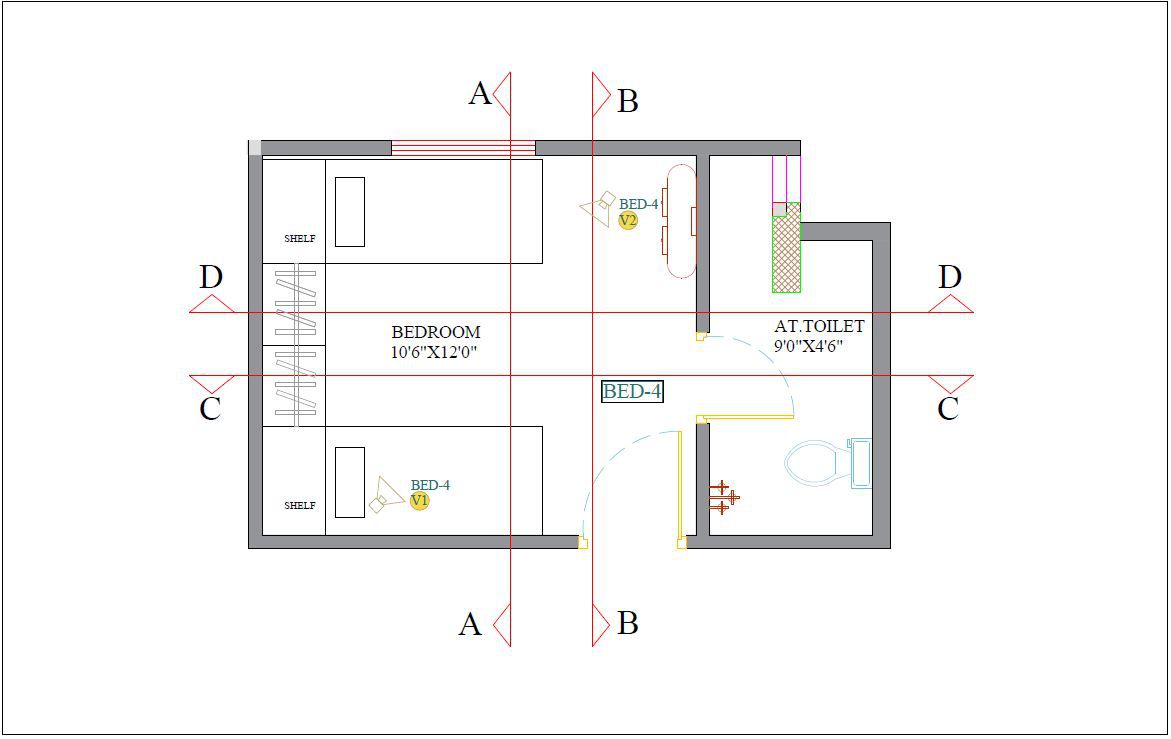 A
B
BED-4
V2
SHELF
D
D
BEDROOM
10'6"X12'0"
AT.TOILET
9'0"X4'6"
BED-4
C
C
BED-4
V1
SHELF
A
B